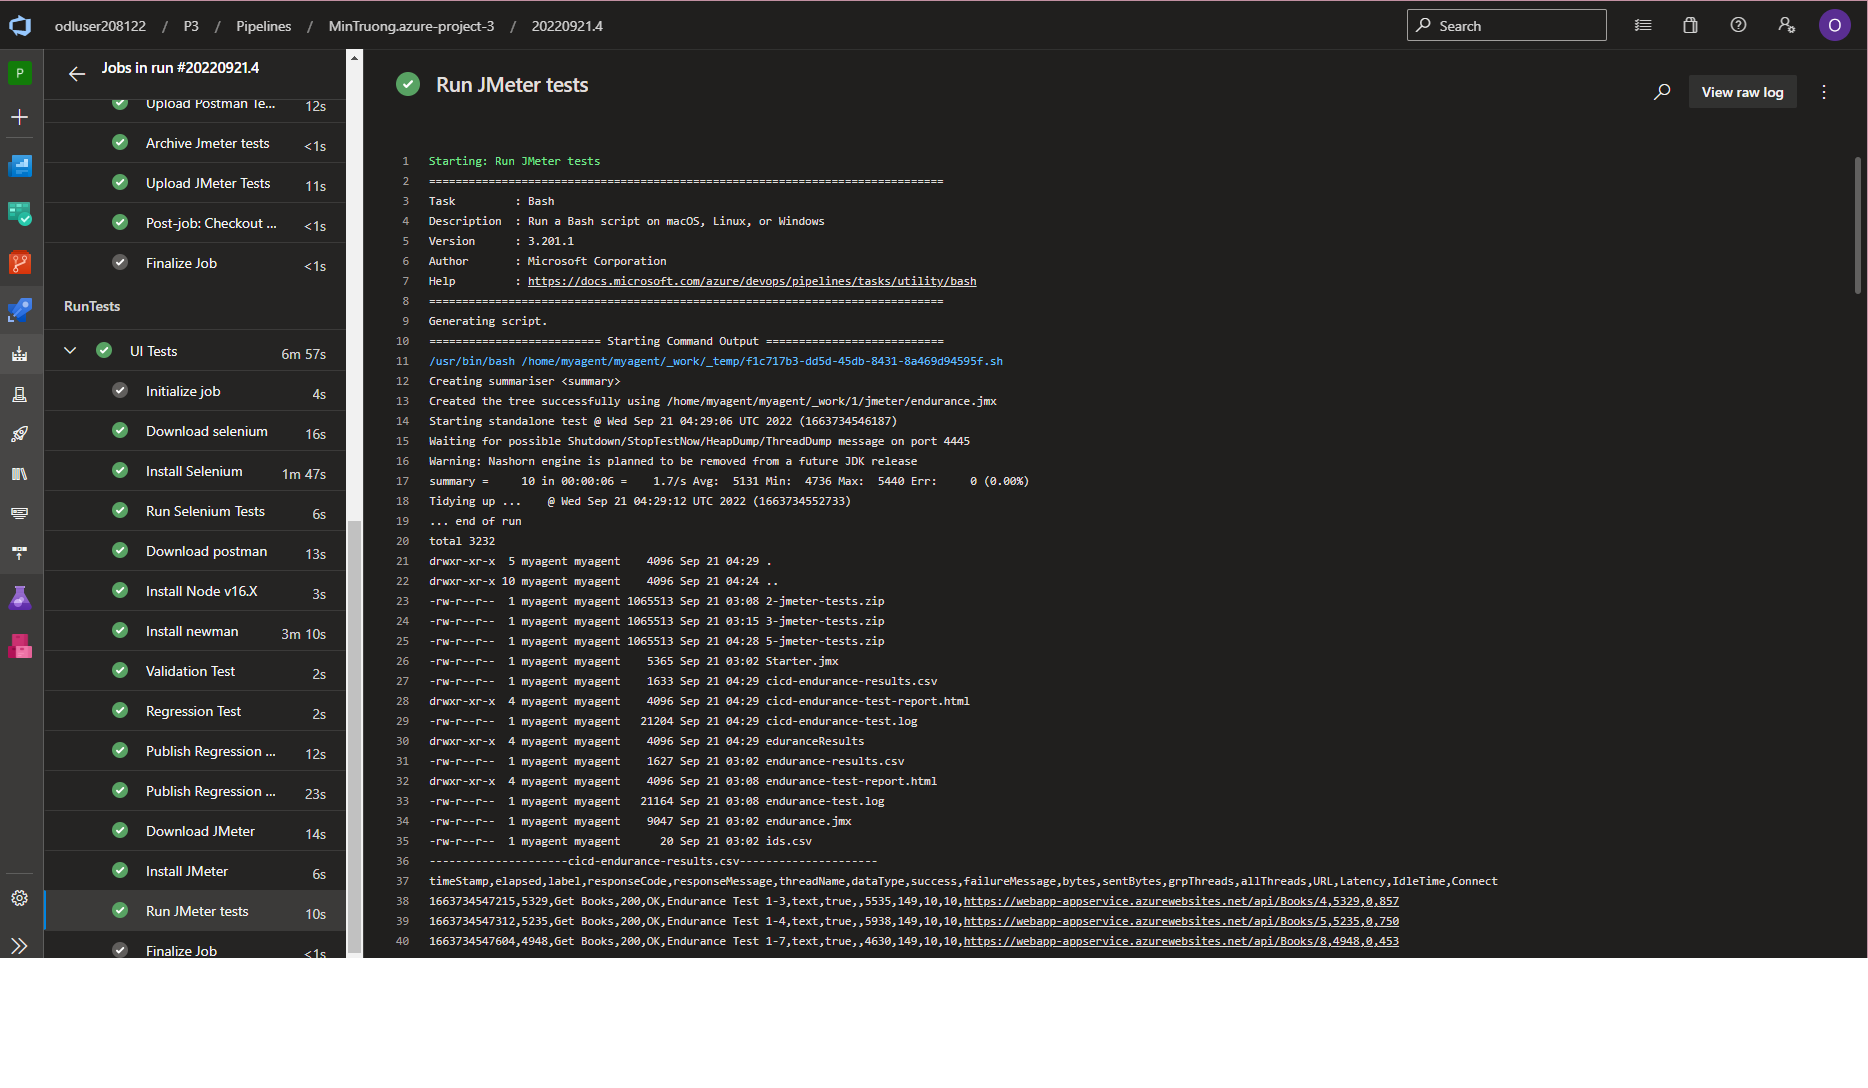 odluser208122 / P3 / Pipelines / MinTruong.azure-project-3 / 20220921.4
Search
O
P
Jobs in run #20220921.4
Upload Postman Te... 12s
Archive Jmeter tests <1s
Upload JMeter Tests 11s
Post-job: Checkout ... <1s
Finalize Job <1s
RunTests
UI Tests 6m 57s
Initialize job 4s
Download selenium 16s
Install Selenium 1m 47s
Run Selenium Tests 6s
Download postman 13s
Install Node v16.X 3s
Install newman 3m 10s
Validation Test 2s
Regression Test 2s
Publish Regression ... 12s
Publish Regression ... 23s
Download JMeter 14s
Install JMeter 6s
Run JMeter tests 10s
Finalize Job <1s
Run JMeter tests
View raw log
1 Starting: Run JMeter tests
2 ==============================================================================
3 Task         : Bash
4 Description  : Run a Bash script on macOS, Linux, or Windows
5 Version      : 3.201.1
6 Author       : Microsoft Corporation
7 Help         : https://docs.microsoft.com/azure/devops/pipelines/tasks/utility/bash
8 ==============================================================================
9 Generating script.
10 ========================== Starting Command Output ===========================
11 /usr/bin/bash /home/myagent/myagent/_work/_temp/f1c717b3-dd5d-45db-8431-8a469d94595f.sh
12 Creating summariser <summary>
13 Created the tree successfully using /home/myagent/myagent/_work/1/jmeter/endurance.jmx
14 Starting standalone test @ Wed Sep 21 04:29:06 UTC 2022 (1663734546187)
15 Waiting for possible Shutdown/StopTestNow/HeapDump/ThreadDump message on port 4445
16 Warning: Nashorn engine is planned to be removed from a future JDK release
17 summary =     10 in 00:00:06 =    1.7/s Avg:  5131 Min:  4736 Max:  5440 Err:     0 (0.00%)
18 Tidying up ...    @ Wed Sep 21 04:29:12 UTC 2022 (1663734552733)
19 ... end of run
20 total 3232
21 drwxr-xr-x  5 myagent myagent    4096 Sep 21 04:29 .
22 drwxr-xr-x 10 myagent myagent    4096 Sep 21 04:24 ..
23 -rw-r--r--  1 myagent myagent 1065513 Sep 21 03:08 2-jmeter-tests.zip
24 -rw-r--r--  1 myagent myagent 1065513 Sep 21 03:15 3-jmeter-tests.zip
25 -rw-r--r--  1 myagent myagent 1065513 Sep 21 04:28 5-jmeter-tests.zip
26 -rw-r--r--  1 myagent myagent    5365 Sep 21 03:02 Starter.jmx
27 -rw-r--r--  1 myagent myagent    1633 Sep 21 04:29 cicd-endurance-results.csv
28 drwxr-xr-x  4 myagent myagent    4096 Sep 21 04:29 cicd-endurance-test-report.html
29 -rw-r--r--  1 myagent myagent   21204 Sep 21 04:29 cicd-endurance-test.log
30 drwxr-xr-x  4 myagent myagent    4096 Sep 21 04:29 eduranceResults
31 -rw-r--r--  1 myagent myagent    1627 Sep 21 03:02 endurance-results.csv
32 drwxr-xr-x  4 myagent myagent    4096 Sep 21 03:08 endurance-test-report.html
33 -rw-r--r--  1 myagent myagent   21164 Sep 21 03:08 endurance-test.log
34 -rw-r--r--  1 myagent myagent    9047 Sep 21 03:02 endurance.jmx
35 -rw-r--r--  1 myagent myagent      20 Sep 21 03:02 ids.csv
36 ---------------------cicd-endurance-results.csv---------------------
37 timeStamp,elapsed,label,responseCode,responseMessage,threadName,dataType,success,failureMessage,bytes,sentBytes,grpThreads,allThreads,URL,Latency,IdleTime,Connect
38 1663734547215,5329,Get Books,200,OK,Endurance Test 1-3,text,true,,5535,149,10,10,https://webapp-appservice.azurewebsites.net/api/Books/4,5329,0,857
39 1663734547312,5235,Get Books,200,OK,Endurance Test 1-4,text,true,,5938,149,10,10,https://webapp-appservice.azurewebsites.net/api/Books/5,5235,0,750
40 1663734547604,4948,Get Books,200,OK,Endurance Test 1-7,text,true,,4630,149,10,10,https://webapp-appservice.azurewebsites.net/api/Books/8,4948,0,453